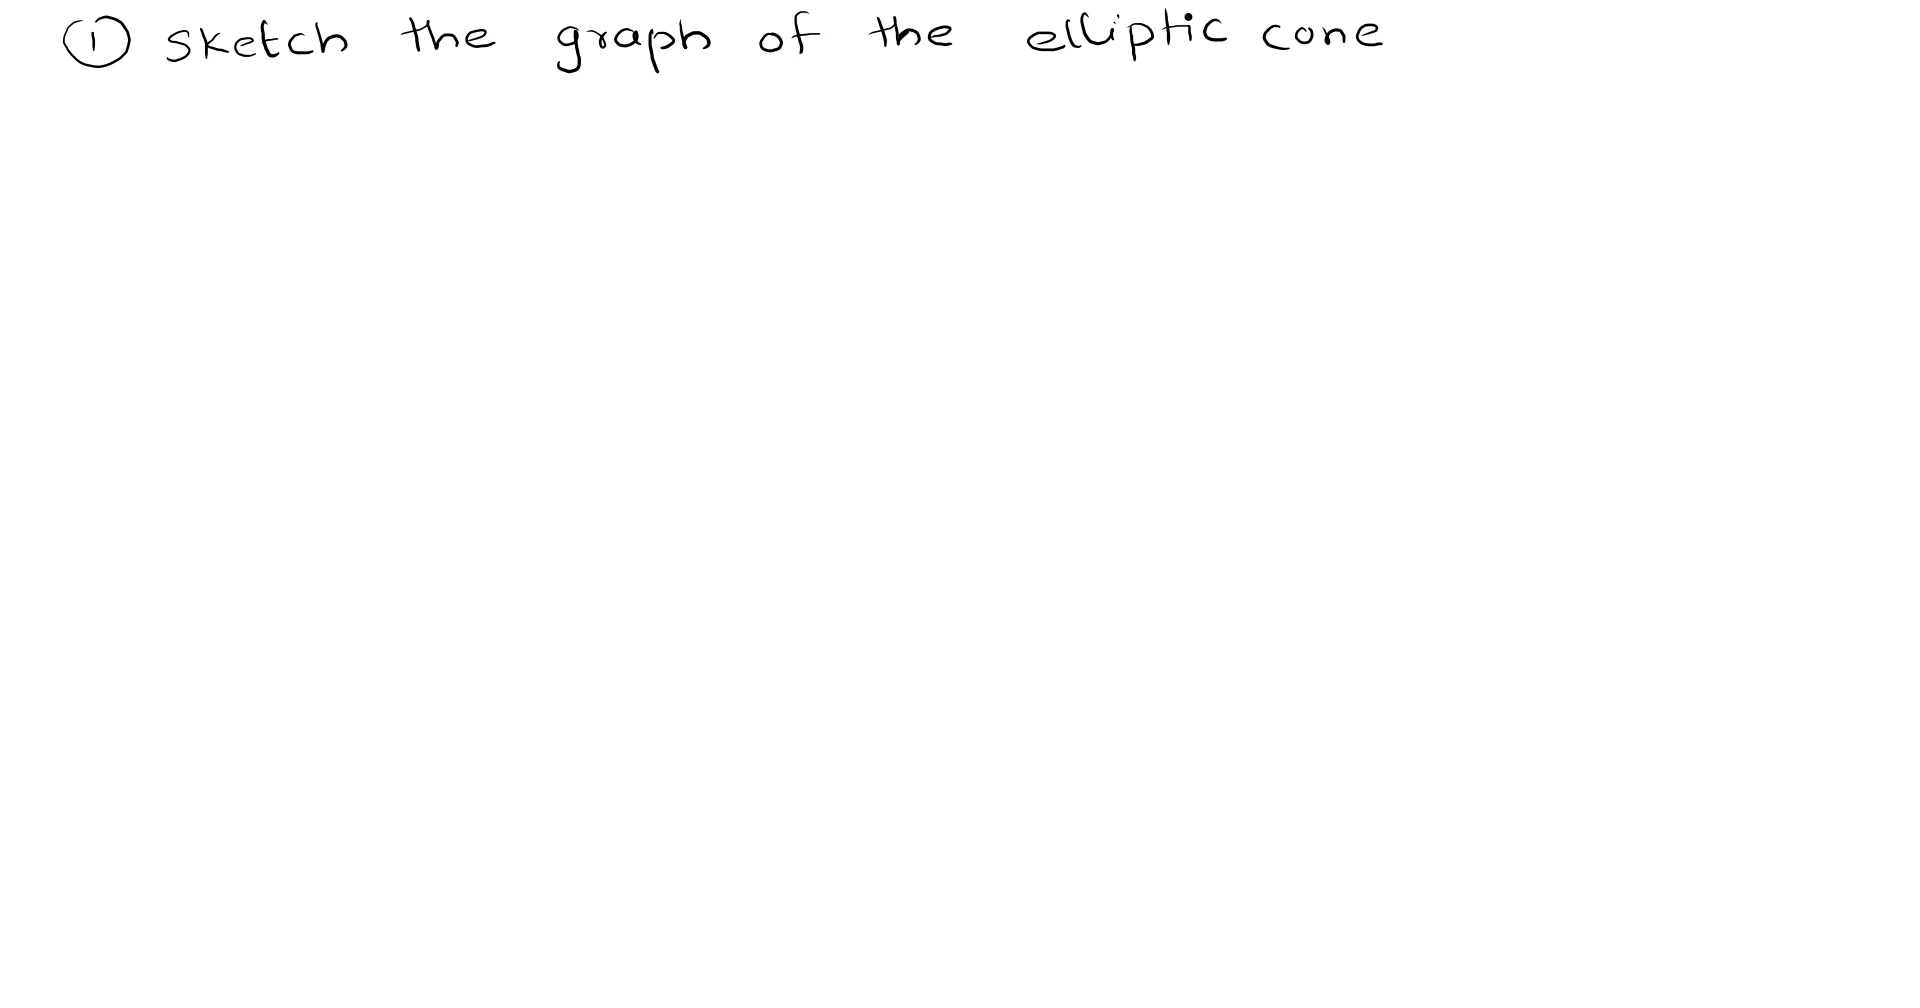 ① sketch the graph of the elliptic cone